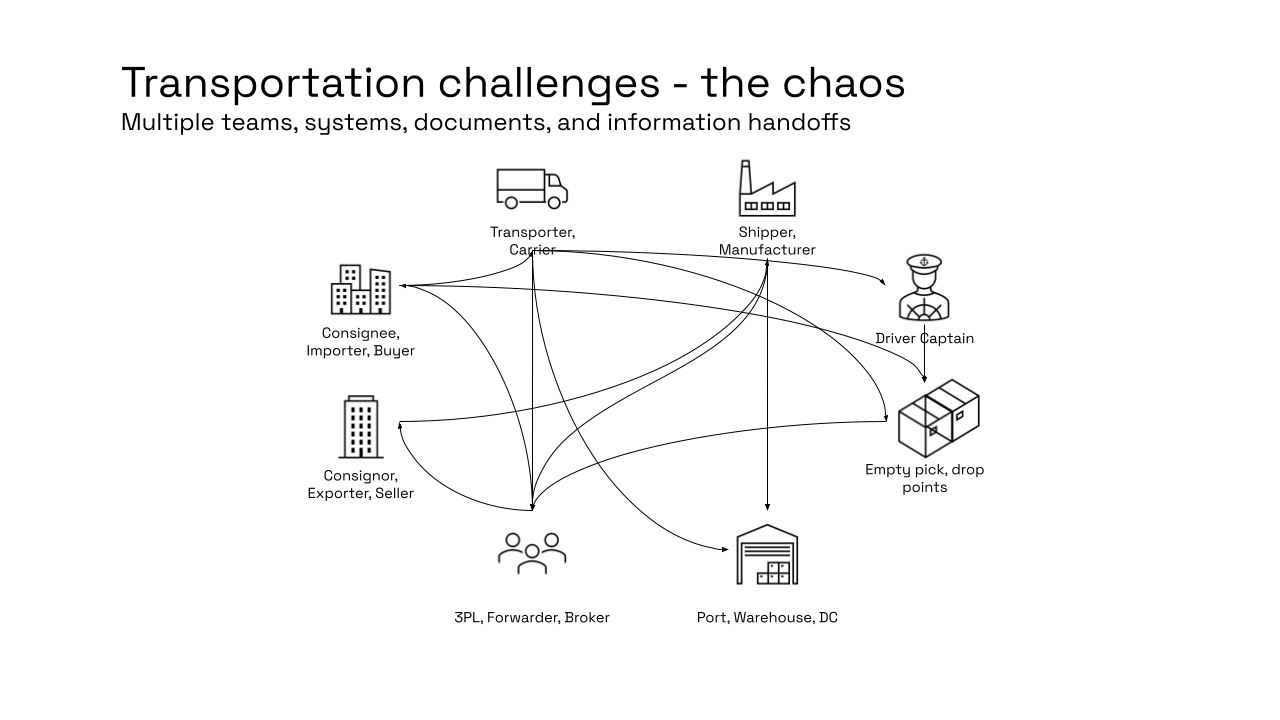 Transportation challenges - the chaos
Multiple teams, systems, documents, and information handoffs
Transporter,
Carrier
Shipper,
Manufacturer
Consignee,
Importer, Buyer
Driver Captain
Consignor,
Exporter, Seller
Empty pick, drop
points
3PL, Forwarder, Broker
Port, Warehouse, DC